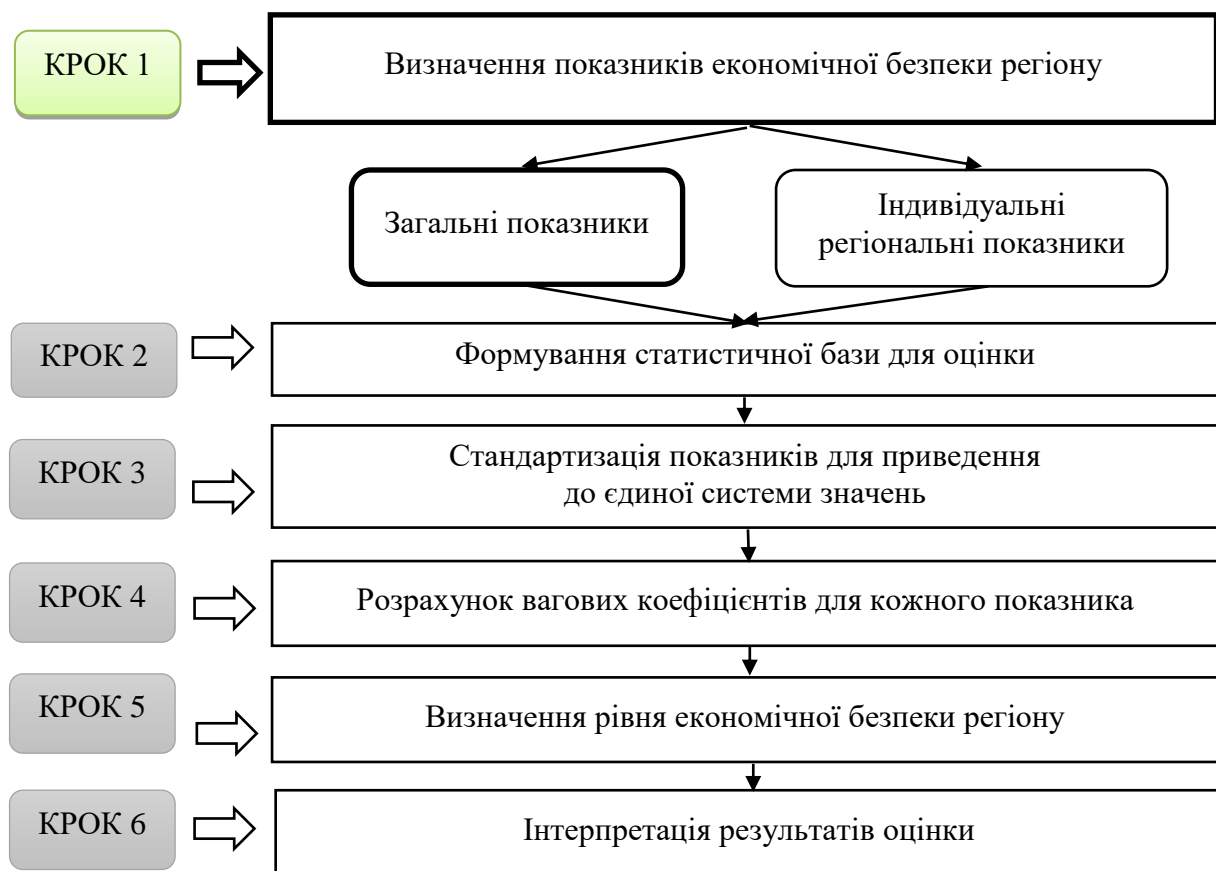 КРОК 1
Визначення показників економічної безпеки регіону
Загальні показники
Індивідуальні
регіональні показники
КРОК 2
Формування статистичної бази для оцінки
КРОК 3
Стандартизація показників для приведення
до єдиної системи значень
КРОК 4
Розрахунок вагових коефіцієнтів для кожного показника
КРОК 5
Визначення рівня економічної безпеки регіону
КРОК 6
Інтерпретація результатів оцінки